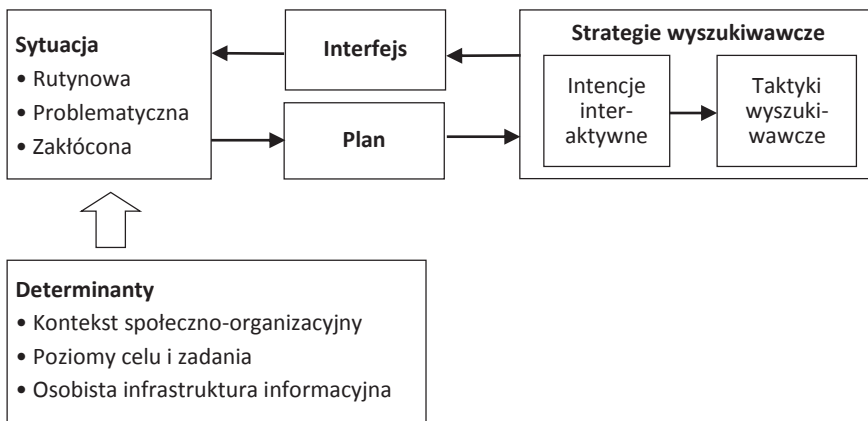 Sytuacja
• Rutynowa
• Problematyczna
• Zakłócona
Interfejs
Plan
Strategie wyszukiwawcze
Intencje
inter-
aktywne
Taktyki
wyszuki-
wawcze
Determinanty
• Kontekst społeczno-organizacyjny
• Poziomy celu i zadania
• Osobista infrastruktura informacyjna